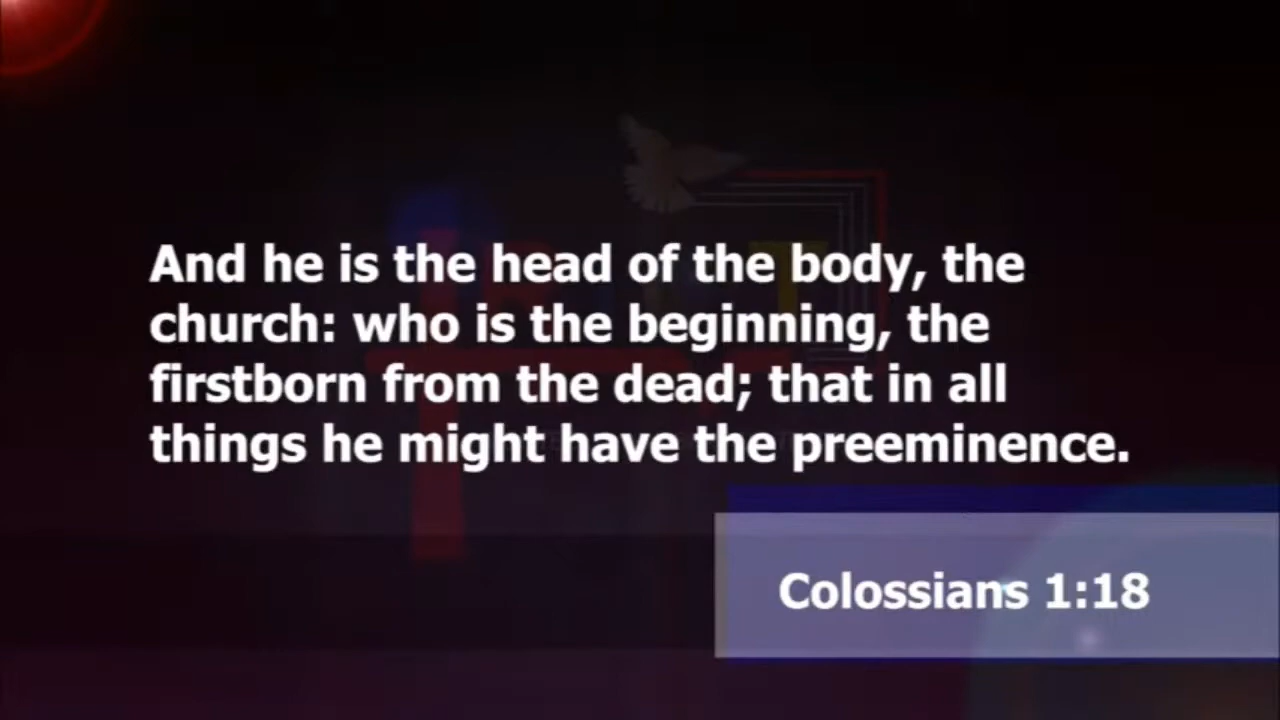 And he is the head of the body, the
church: who is the beginning, the
firstborn from the dead; that in all
things he might have the preeminence.
Colossians 1:18